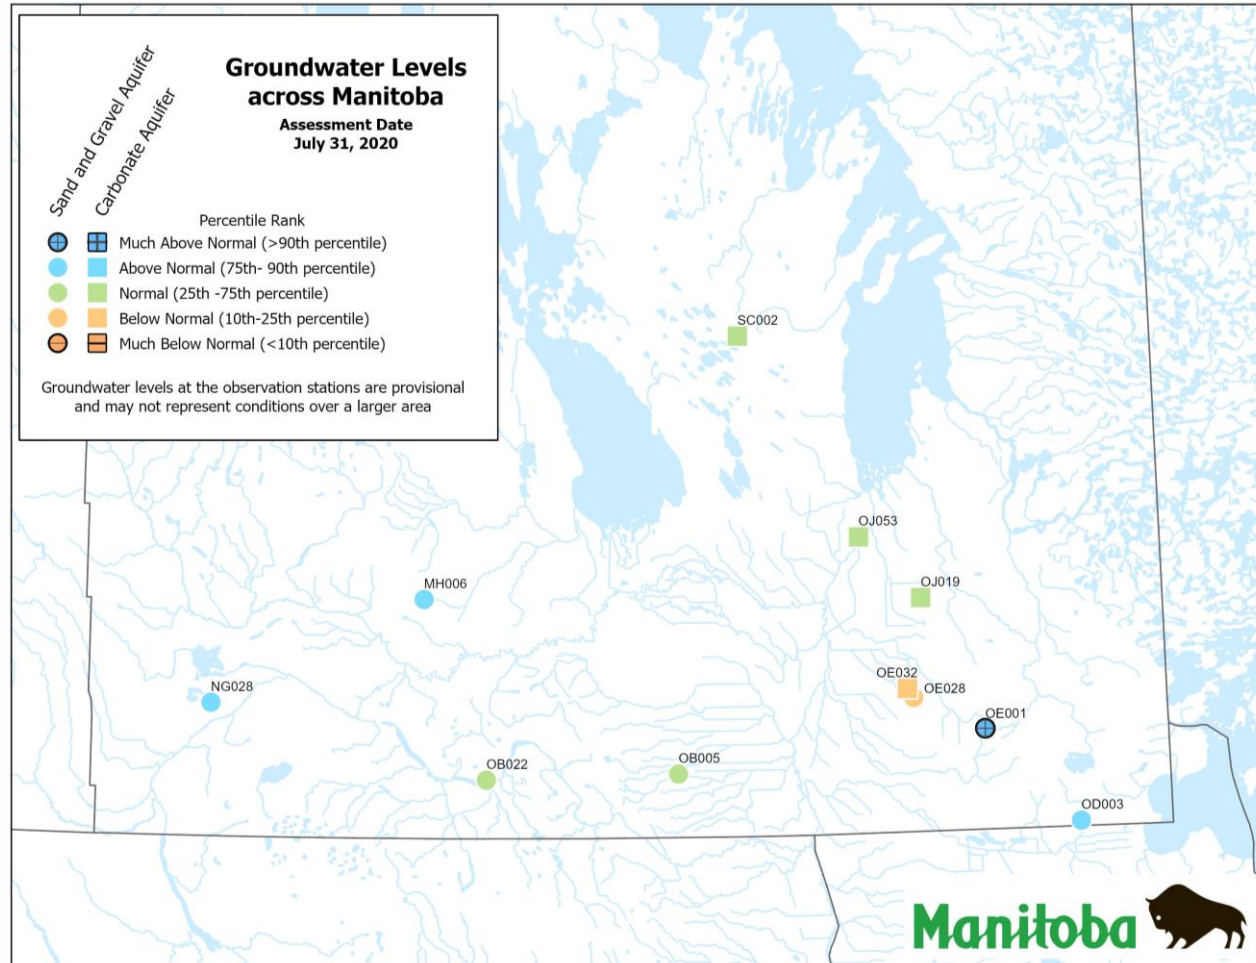 Groundwater Levels
across Manitoba
Assessment Date
July 31, 2020
Sand and Gravel Aquifer
Carbonate Aquifer
Percentile Rank
Much Above Normal (>90th percentile)
Above Normal (75th- 90th percentile)
Normal (25th -75th percentile)
Below Normal (10th-25th percentile)
Much Below Normal (<10th percentile)
Groundwater levels at the observation stations are provisional
and may not represent conditions over a larger area
SC002
OJ053
MH006
OJ019
OE032
NG028
OE028
OE001
OB022
OB005
OD003
Manitoba